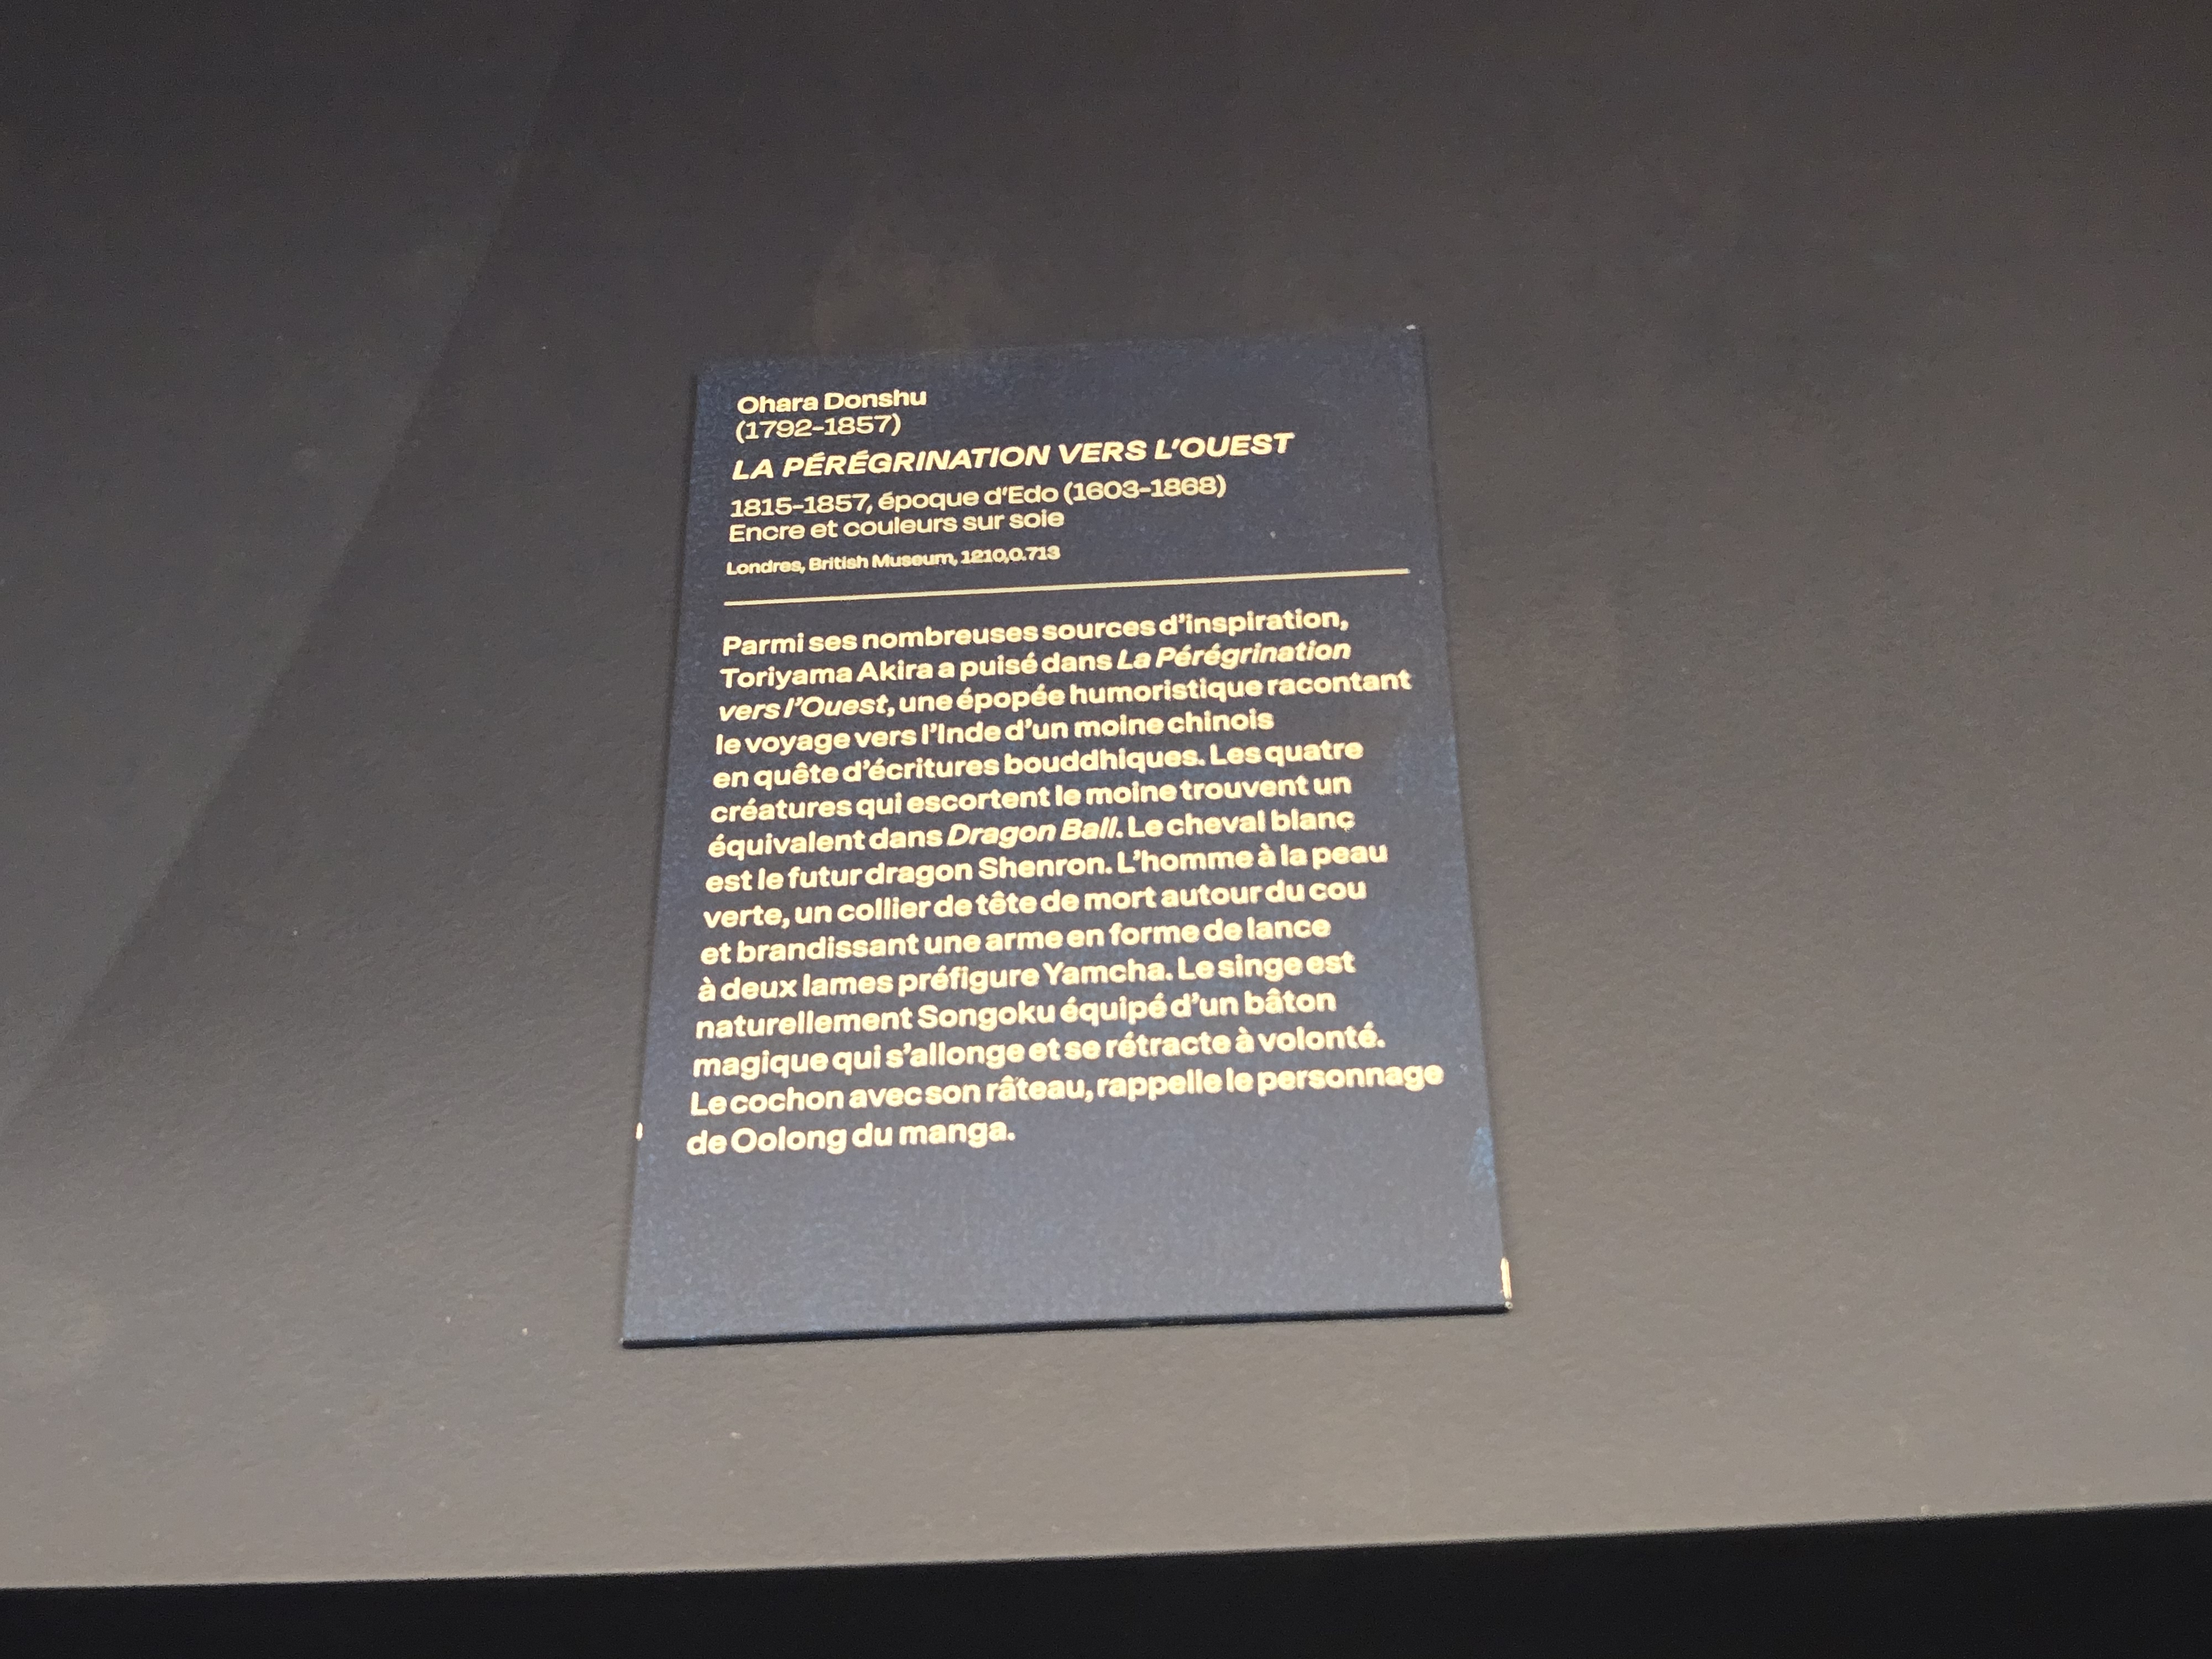 Ohara Donshu
(1792-1857)
LA PÉRÉGRINATION VERS L'OUEST
1815-1857, époque d'Edo (1603-1868)
Encre et couleurs sur soie
Londres, British Museum, 1210,0.713
Parmi ses nombreuses sources d'inspiration,
Toriyama Akira a puisé dans La Pérégrination
vers l'Ouest, une épopée humoristique racontant
le voyage vers l'Inde d'un moine chinois
en quête d'écritures bouddhiques. Les quatre
créatures qui escortent le moine trouvent un
équivalent dans Dragon Ball. Le cheval blanc
est le futur dragon Shenron. L'homme à la peau
verte, un collier de tête de mort autour du cou
et brandissant une arme en forme de lance
à deux lames préfigure Yamcha. Le singe est
naturellement Songoku équipé d'un bâton
magique qui s'allonge et se rétracte à volonté.
Le cochon avec son râteau, rappelle le personnage
de Oolong du manga.